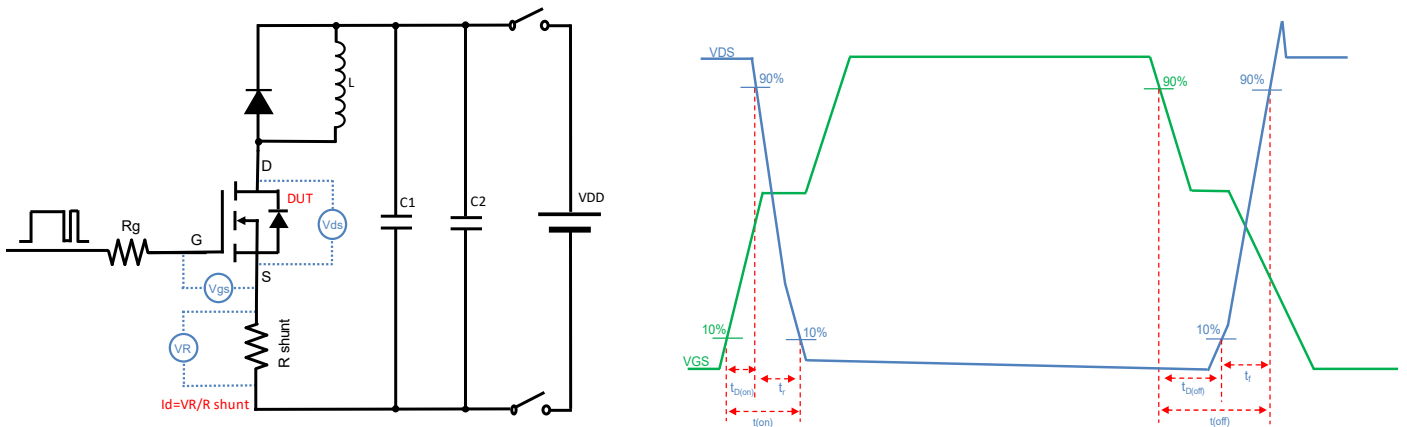 L
D
DUT
C1
C2
VDD
Rg
G
Vds
S
Vgs
VR
R shunt
Id=VR/R shunt
VDS
90%
90%
90%
10%
10%
10%
VGS
tD(on)
tr
t(on)
tD(off)
tf
t(off)